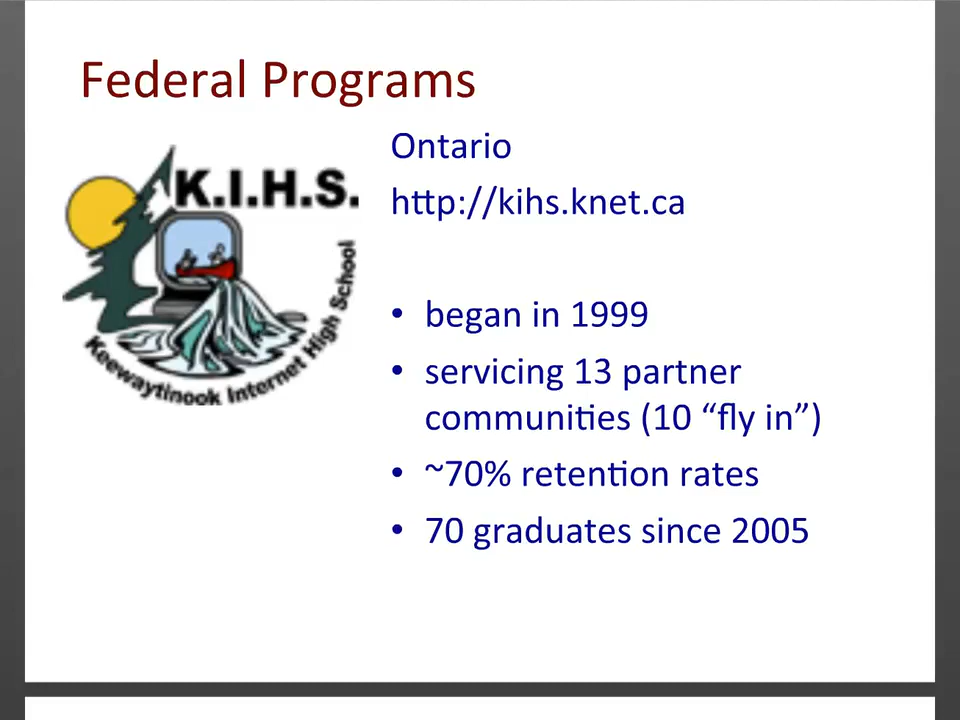 Federal Programs
K.I.H.S.
Keewaytinook Internet High School
Ontario
http://kihs.knet.ca
• began in 1999
• servicing 13 partner
communities (10 “fly in”)
• ~70% retention rates
• 70 graduates since 2005